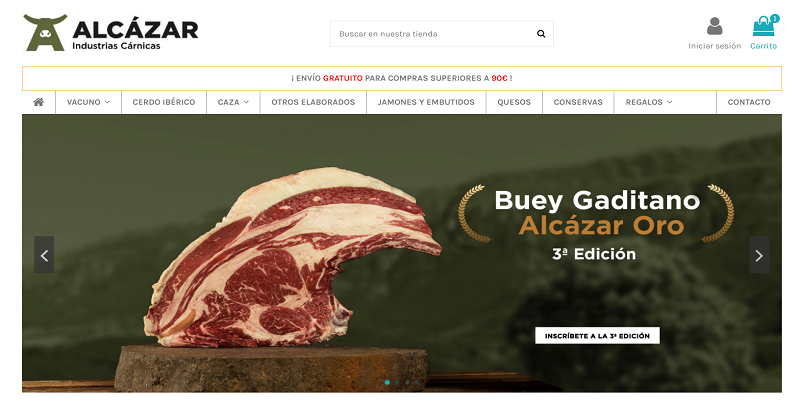 ALCÁZAR
Industrias Cárnicas
Buscar en nuestra tienda
Iniciar sesión
1
Carrito
¡ ENVÍO GRATUITO PARA COMPRAS SUPERIORES A 90€ !
VACUNO
CERDO IBÉRICO
CAZA
OTROS ELABORADOS
JAMONES Y EMBUTIDOS
QUESOS
CONSERVAS
REGALOS
CONTACTO
Buey Gaditano
Alcázar Oro
3ª Edición
INSCRÍBETE A LA 3ª EDICIÓN